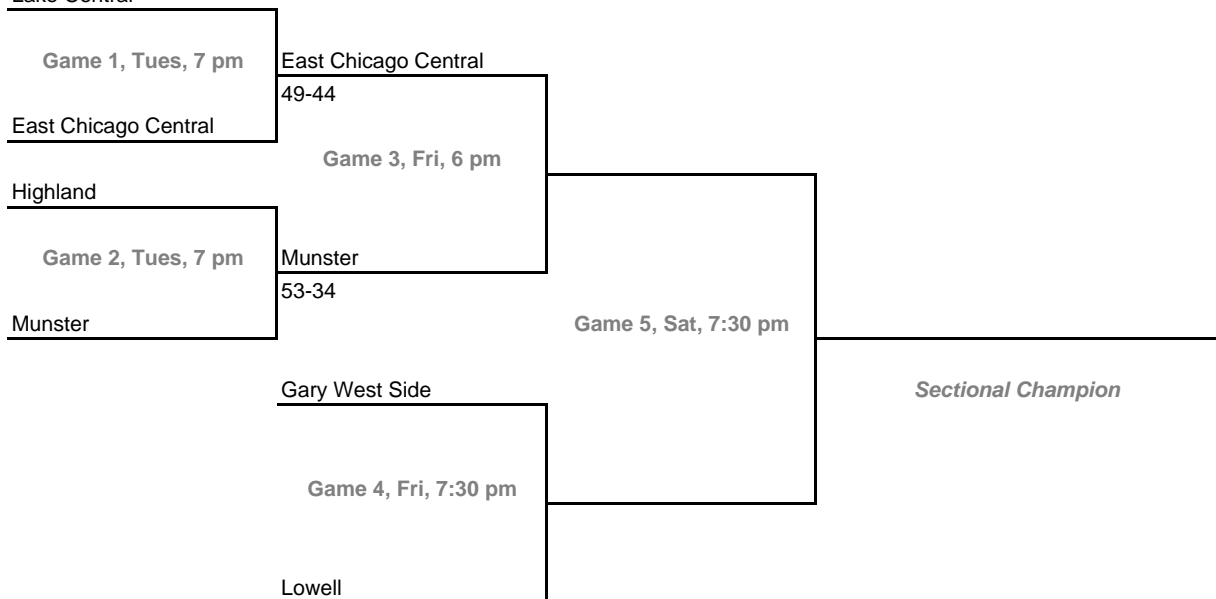 Lake Central
Game 1, Tues, 7 pm
East Chicago Central
49-44
East Chicago Central
Game 3, Fri, 6 pm
Highland
Game 2, Tues, 7 pm
Munster
53-34
Munster
Game 5, Sat, 7:30 pm
Gary West Side
Sectional Champion
Game 4, Fri, 7:30 pm
Lowell